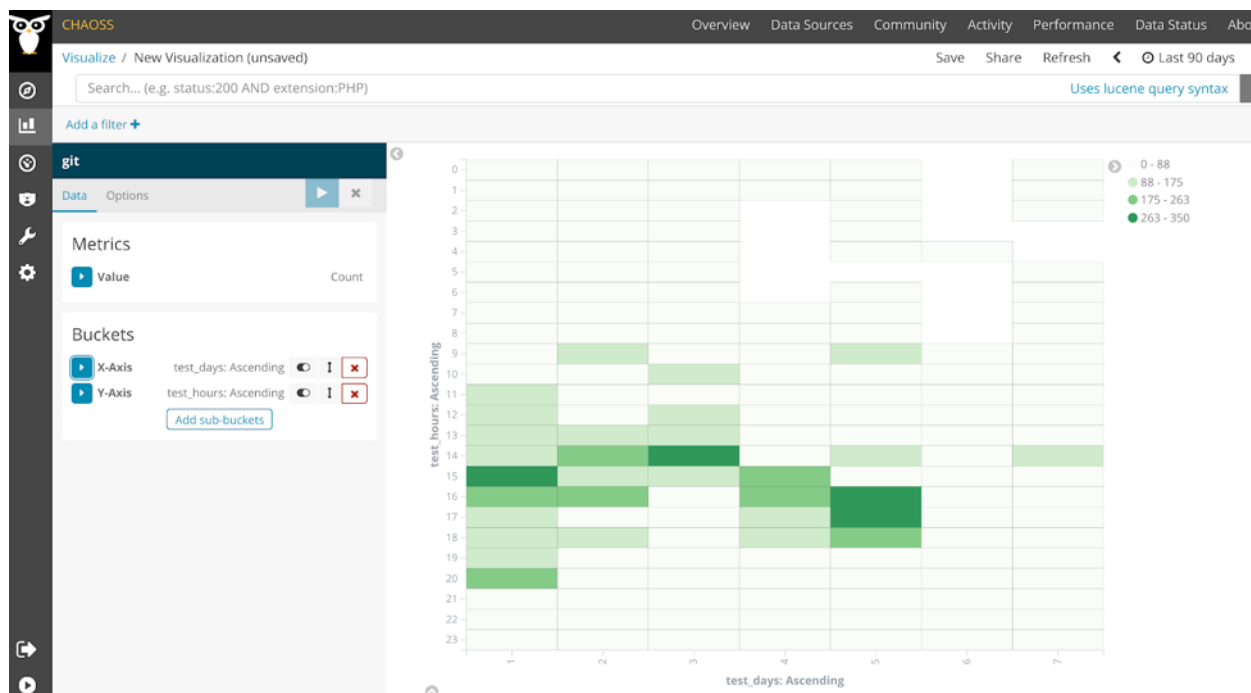 CHAOSS Overview Data Sources Community Activity Performance Data Status Abo
Visualize / New Visualization (unsaved) Save Share Refresh Last 90 days
Search... (e.g. status:200 AND extension:PHP) Uses lucene query syntax
Add a filter +
git
Data Options
Metrics
Value Count
Buckets
X-Axis test_days: Ascending
Y-Axis test_hours: Ascending
Add sub-buckets
test_hours: Ascending
0
1
2
3
4
5
6
7
8
9
10
11
12
13
14
15
16
17
18
19
20
21
22
23
1 2 3 4 5 6 7
test_days: Ascending
0 - 88
88 - 175
175 - 263
263 - 350